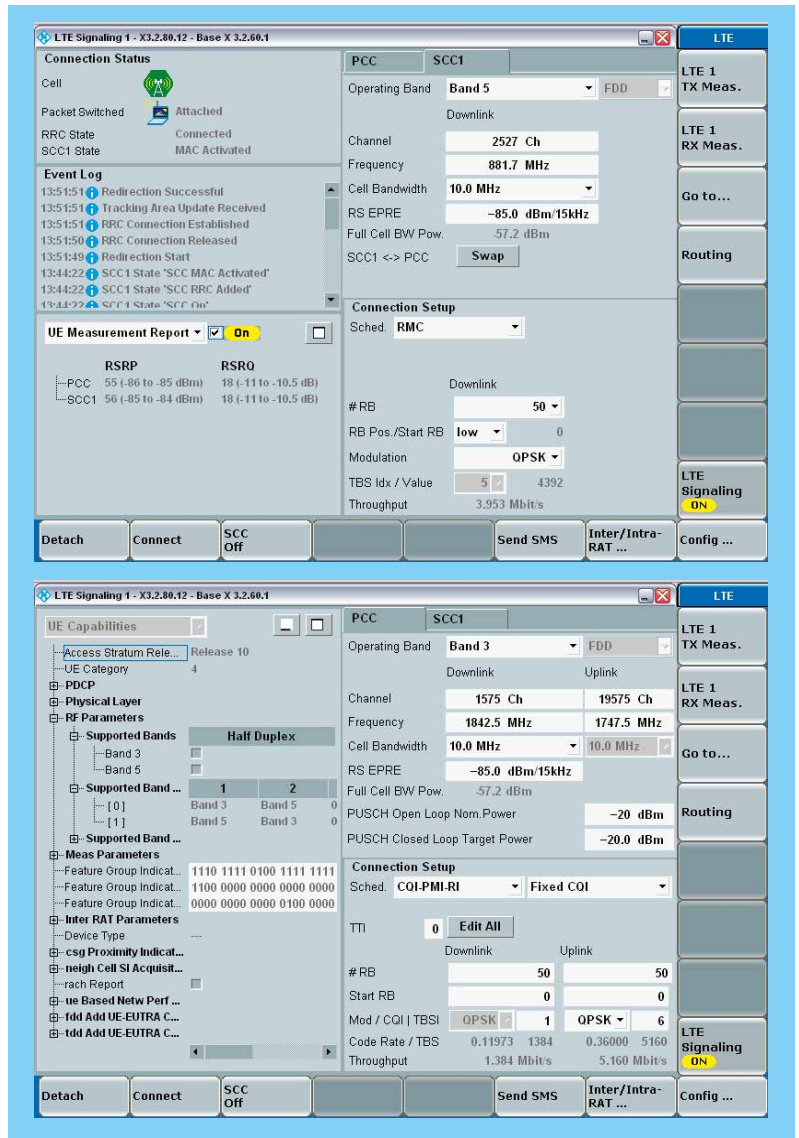 LTE Signaling 1 - X3.2.80.12 - Base X 3.2.60.1
LTE
Connection Status
Cell
Packet Switched Attached
RRC State Connected
SCC1 State MAC Activated
Event Log
13:51:51 Redirection Successful
13:51:51 Tracking Area Update Received
13:51:51 RRC Connection Established
13:51:50 RRC Connection Released
13:51:49 Redirection Start
13:44:22 SCC1 State 'SCC MAC Activated'
13:44:22 SCC1 State 'SCC RRC Added'
13:44:22 SCC1 State 'SCC On'
UE Measurement Report On
RSRP RSRQ
PCC 55 (-86 to -85 dBm) 18 (-11 to -10.5 dB)
SCC1 56 (-85 to -84 dBm) 18 (-11 to -10.5 dB)
PCC SCC1
Operating Band Band 5 FDD
Downlink
Channel 2527 Ch
Frequency 881.7 MHz
Cell Bandwidth 10.0 MHz
RS EPRE -85.0 dBm/15kHz
Full Cell BW Pow. -57.2 dBm
SCC1 <-> PCC Swap
Connection Setup
Sched. RMC
Downlink
# RB 50
RB Pos./Start RB low 0
Modulation QPSK
TBS Idx / Value 5 4392
Throughput 3.953 Mbit/s
LTE 1
TX Meas.
LTE 1
RX Meas.
Go to...
Routing
LTE
Signaling
ON
Detach Connect SCC Off Send SMS Inter/Intra-RAT ... Config ...
LTE Signaling 1 - X3.2.80.12 - Base X 3.2.60.1
LTE
UE Capabilities
Access Stratum Rele... Release 10
UE Category 4
PDCP
Physical Layer
RF Parameters
Supported Bands Half Duplex
Band 3
Band 5
Supported Band ... 1 2
[0] Band 3 Band 5 0
[1] Band 5 Band 3 0
Supported Band ...
Meas Parameters
Feature Group Indicat... 1110 1111 0100 1111 1111
Feature Group Indicat... 1100 0000 0000 0000 0000
Feature Group Indicat... 0000 0000 0000 0100 0000
Inter RAT Parameters
Device Type ---
csg Proximity Indicat...
neigh Cell SI Acquisit...
rach Report
ue Based Netw Perf ...
fdd Add UE-EUTRA C...
tdd Add UE-EUTRA C...
PCC SCC1
Operating Band Band 3 FDD
Downlink Uplink
Channel 1575 Ch 19575 Ch
Frequency 1842.5 MHz 1747.5 MHz
Cell Bandwidth 10.0 MHz 10.0 MHz
RS EPRE -85.0 dBm/15kHz
Full Cell BW Pow. -57.2 dBm
PUSCH Open Loop Nom.Power -20 dBm
PUSCH Closed Loop Target Power -20.0 dBm
Connection Setup
Sched. CQI-PMI-RI Fixed CQI
TTI 0 Edit All
Downlink Uplink
# RB 50 50
Start RB 0 0
Mod / CQI | TBSI QPSK 1 QPSK 6
Code Rate / TBS 0.11973 1384 0.36000 5160
Throughput 1.384 Mbit/s 5.160 Mbit/s
LTE 1
TX Meas.
LTE 1
RX Meas.
Go to...
Routing
LTE
Signaling
ON
Detach Connect SCC Off Send SMS Inter/Intra-RAT ... Config ...